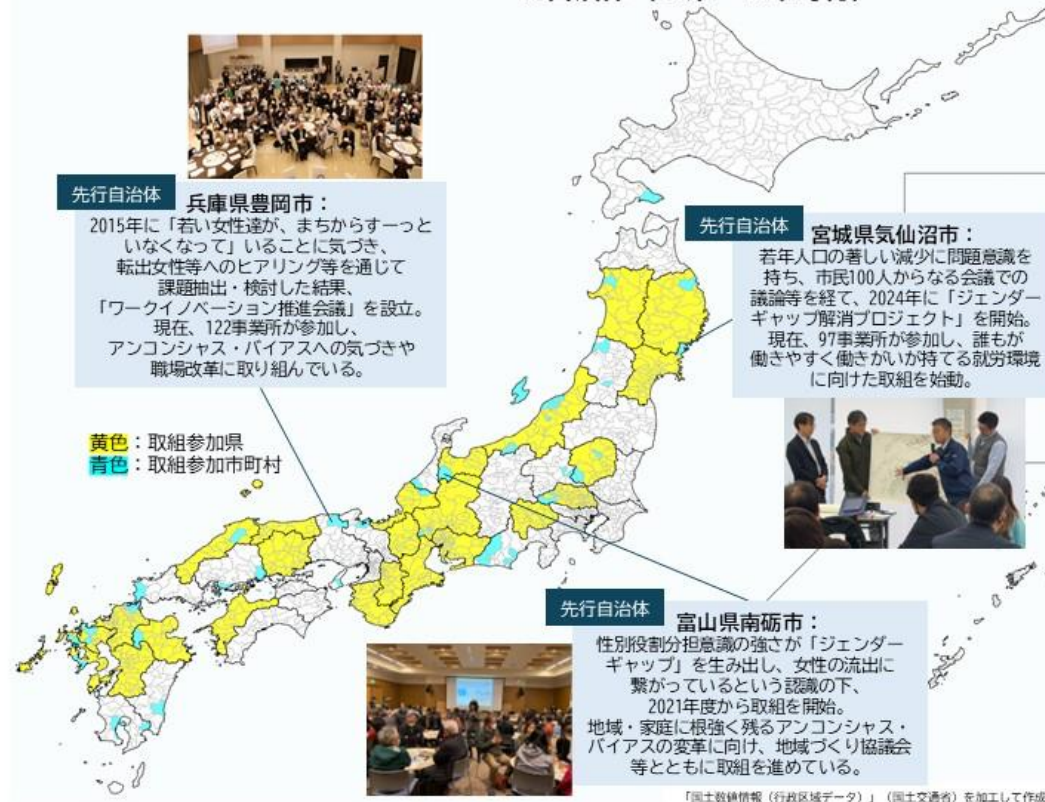 先行自治体
兵庫県豊岡市：
2015年に「若い女性達が、まちからすーっと
いなくなって」いることに気づき、
転出女性等へのヒアリング等を通じて
課題抽出・検討した結果、
「ワークイノベーション推進会議」を設立。
現在、122事業所が参加し、
アンコンシャス・バイアスへの気づきや
職場改革に取り組んでいる。
先行自治体
宮城県気仙沼市：
若年人口の著しい減少に問題意識を
持ち、市民100人からなる会議での
議論等を経て、2024年に「ジェンダー
ギャップ解消プロジェクト」を開始。
現在、97事業所が参加し、誰もが
働きやすく働きがいが持てる就労環境
に向けた取組を始動。
黄色：取組参加県
青色：取組参加市町村
先行自治体
富山県南砺市：
性別役割分担意識の強さが「ジェンダー
ギャップ」を生み出し、女性の流出に
繋がっているという認識の下、
2021年度から取組を開始。
地域・家庭に根強く残るアンコンシャス・
バイアスの変革に向け、地域づくり協議会
等とともに取組を進めている。
「国土数値情報（行政区域データ）」（国土交通省）を加工して作成